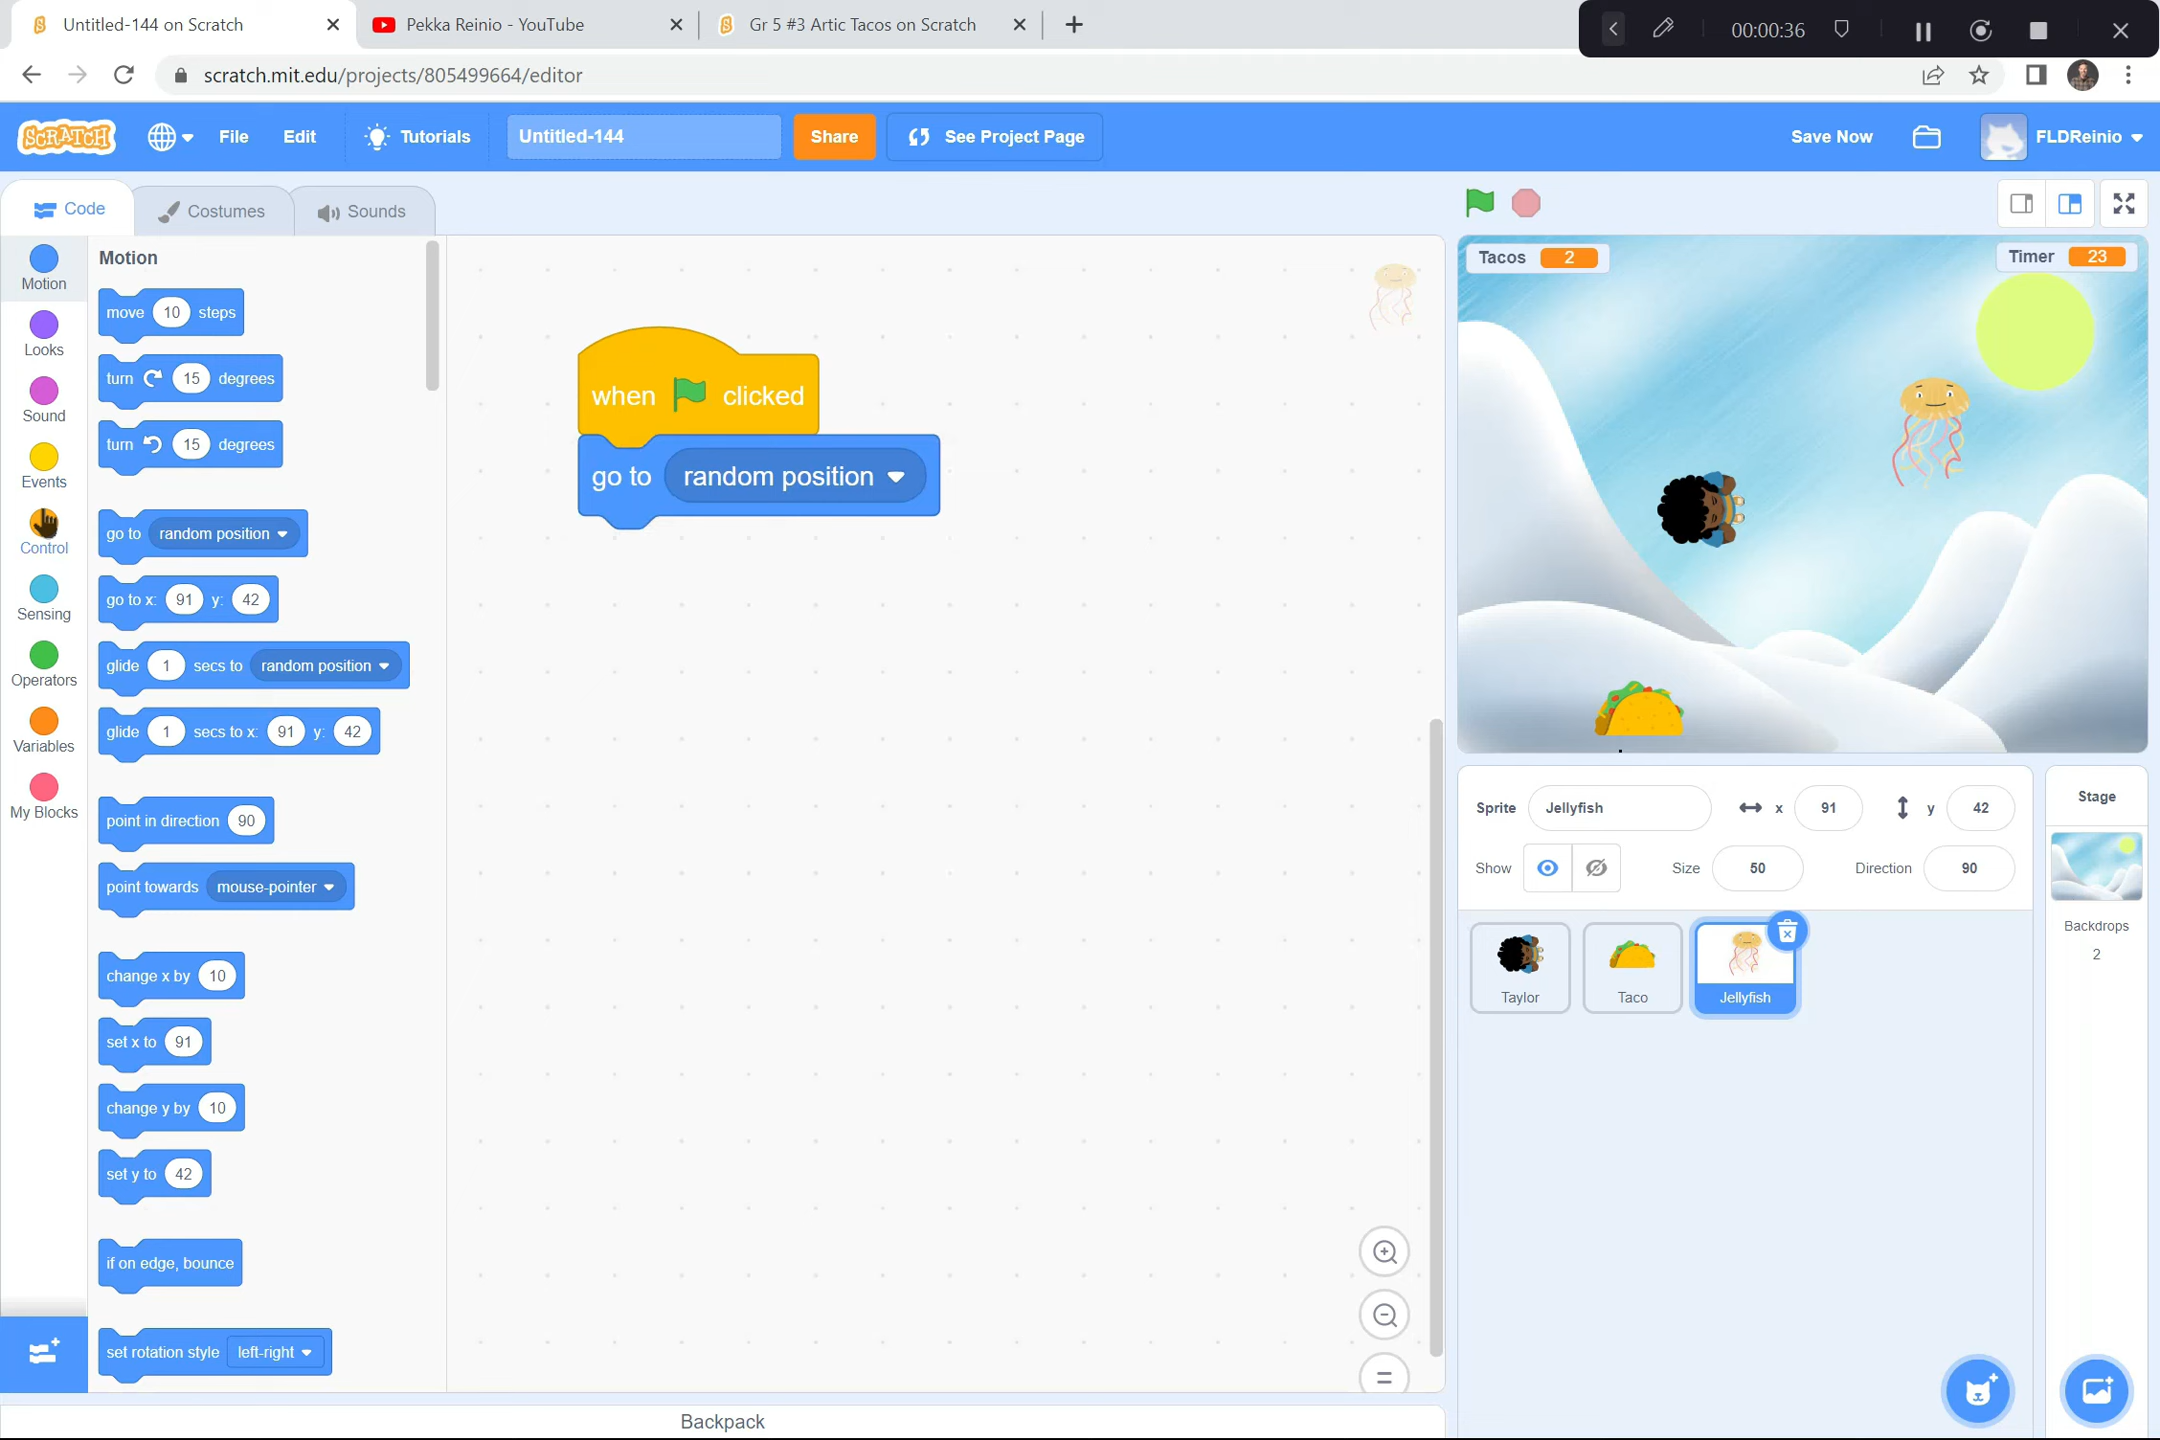 Untitled-144 on Scratch
Pekka Reinio - YouTube
Gr 5 #3 Artic Tacos on Scratch
00:00:36
scratch.mit.edu/projects/805499664/editor
SCRATCH
File
Edit
Tutorials
Untitled-144
Share
See Project Page
Save Now
FLDReinio
Code
Costumes
Sounds
Motion
Looks
Sound
Events
Control
Sensing
Operators
Variables
My Blocks
Motion
move 10 steps
turn 15 degrees
turn 15 degrees
go to random position
go to x: 91 y: 42
glide 1 secs to random position
glide 1 secs to x: 91 y: 42
point in direction 90
point towards mouse-pointer
change x by 10
set x to 91
change y by 10
set y to 42
if on edge, bounce
set rotation style left-right
when clicked
go to random position
Tacos 2
Timer 23
Sprite Jellyfish x 91 y 42
Show Size 50 Direction 90
Taylor
Taco
Jellyfish
Stage
Backdrops
2
Backpack